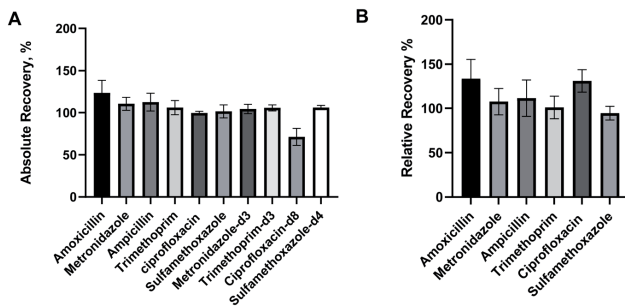 A
Absolute Recovery, %
200
150
100
50
0
Amoxicillin
Metronidazole
Ampicillin
Trimethoprim
ciprofloxacin
Sulfamethoxazole
Metronidazole-d3
Trimethoprim-d3
Ciprofloxacin-d8
Sulfamethoxazole-d4
B
Relative Recovery %
200
150
100
50
0
Amoxicillin
Metronidazole
Ampicillin
Trimethoprim
Ciprofloxacin
Sulfamethoxazole